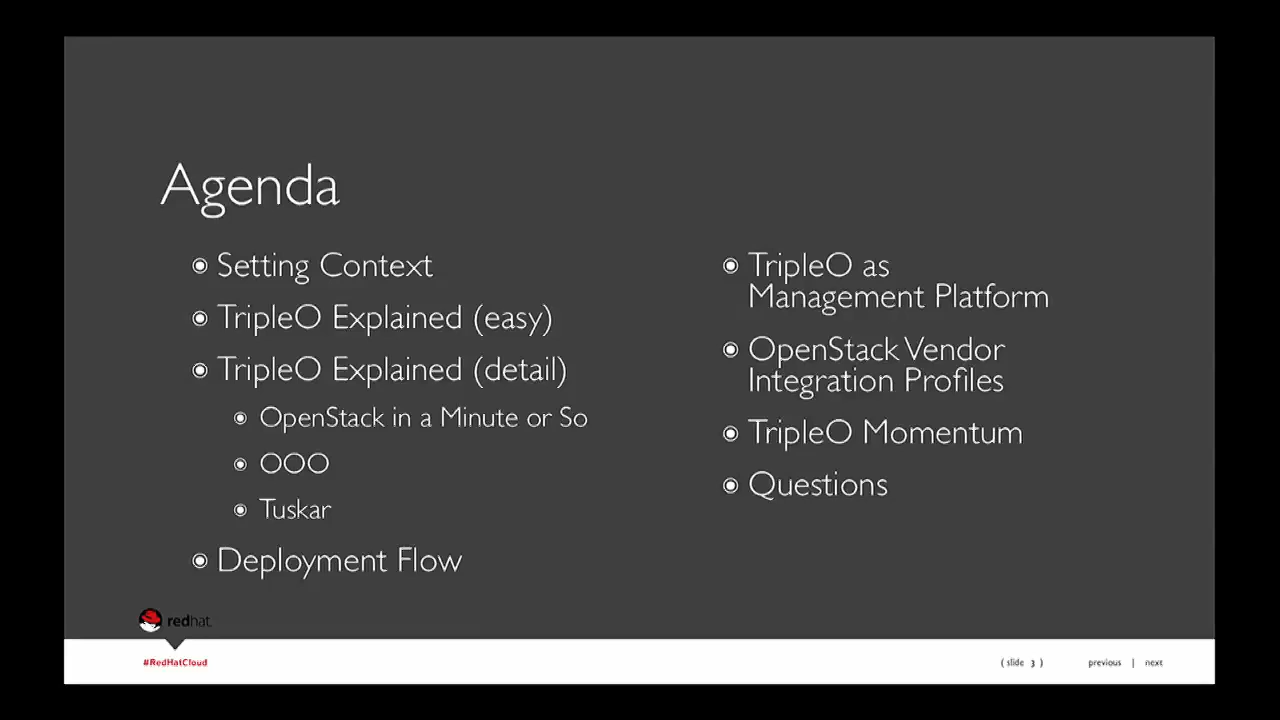 Agenda
Setting Context
TripleO Explained (easy)
TripleO Explained (detail)
OpenStack in a Minute or So
OOO
Tuskar
Deployment Flow
TripleO as
Management Platform
OpenStack Vendor
Integration Profiles
TripleO Momentum
Questions
redhat.
#RedHatCloud
( slide 3 )
previous | next